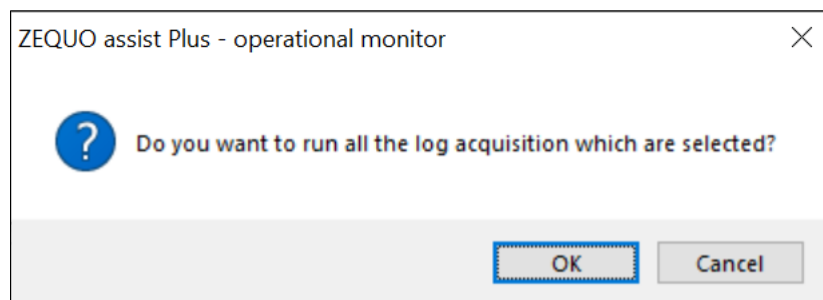 ZEQUO assist Plus - operational monitor
?
Do you want to run all the log acquisition which are selected?
OK
Cancel